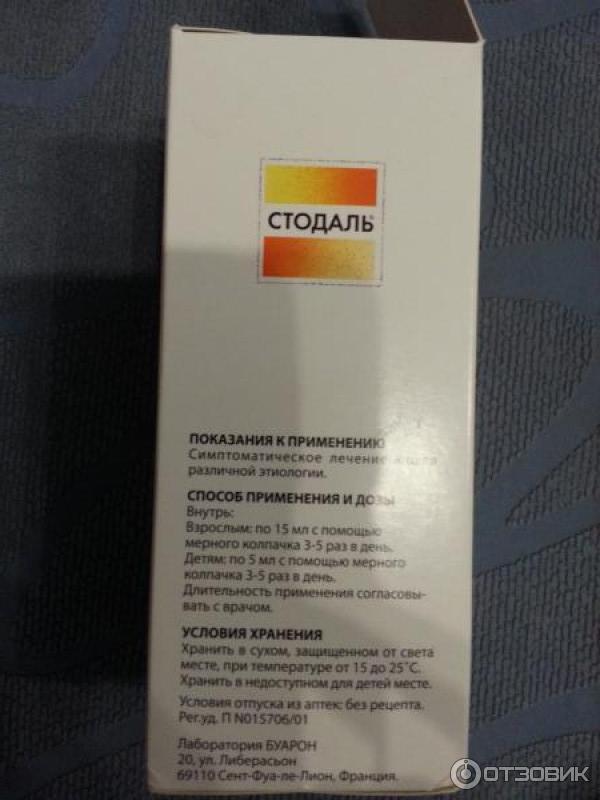 СТОДАЛЬ®
ПОКАЗАНИЯ К ПРИМЕНЕНИЮ
Симптоматическое лечение
различной этиологии.
СПОСОБ ПРИМЕНЕНИЯ И ДОЗЫ
Внутрь:
Взрослым: по 15 мл с помощью
мерного колпачка 3-5 раз в день.
Детям: по 5 мл с помощью мерного
колпачка 3-5 раз в день.
Длительность применения согласовы-
вать с врачом.
УСЛОВИЯ ХРАНЕНИЯ
Хранить в сухом, защищенном от света
месте, при температуре от 15 до 25˚С.
Хранить в недоступном для детей месте.
Условия отпуска из аптек: без рецепта.
Рег.уд. П N015706/01
Лаборатория БУАРОН
20, ул. Либерасьон
69110 Сент-Фуа-ле-Лион, Франция.
ОТЗОВИК